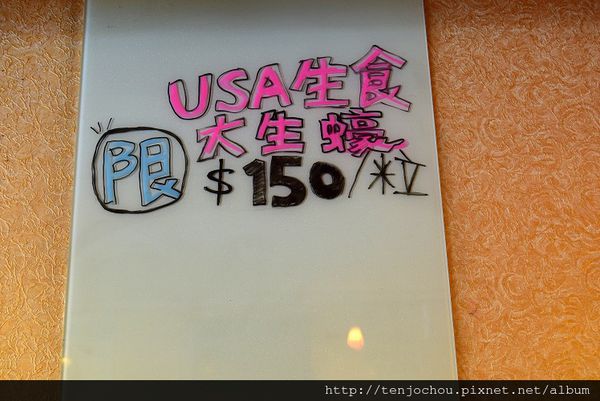 USA生食
大生蠔
限 $150/粒
http://tenjochou.pixnet.net/album